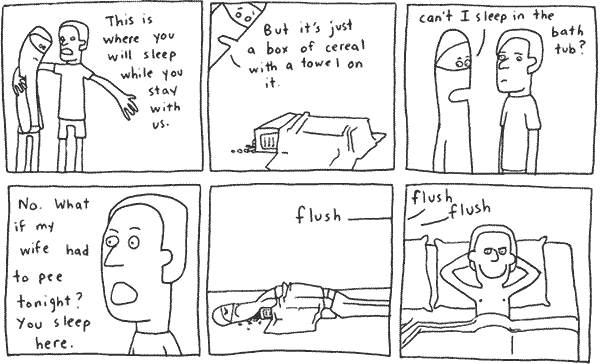 This is
where you
will sleep
while you
stay
with
us.
But it's just
a box of cereal
with a towel on
it.
can't I sleep in the
bath
tub?
No. What
if my
wife had
to pee
tonight?
You sleep
here.
flush
flush
flush